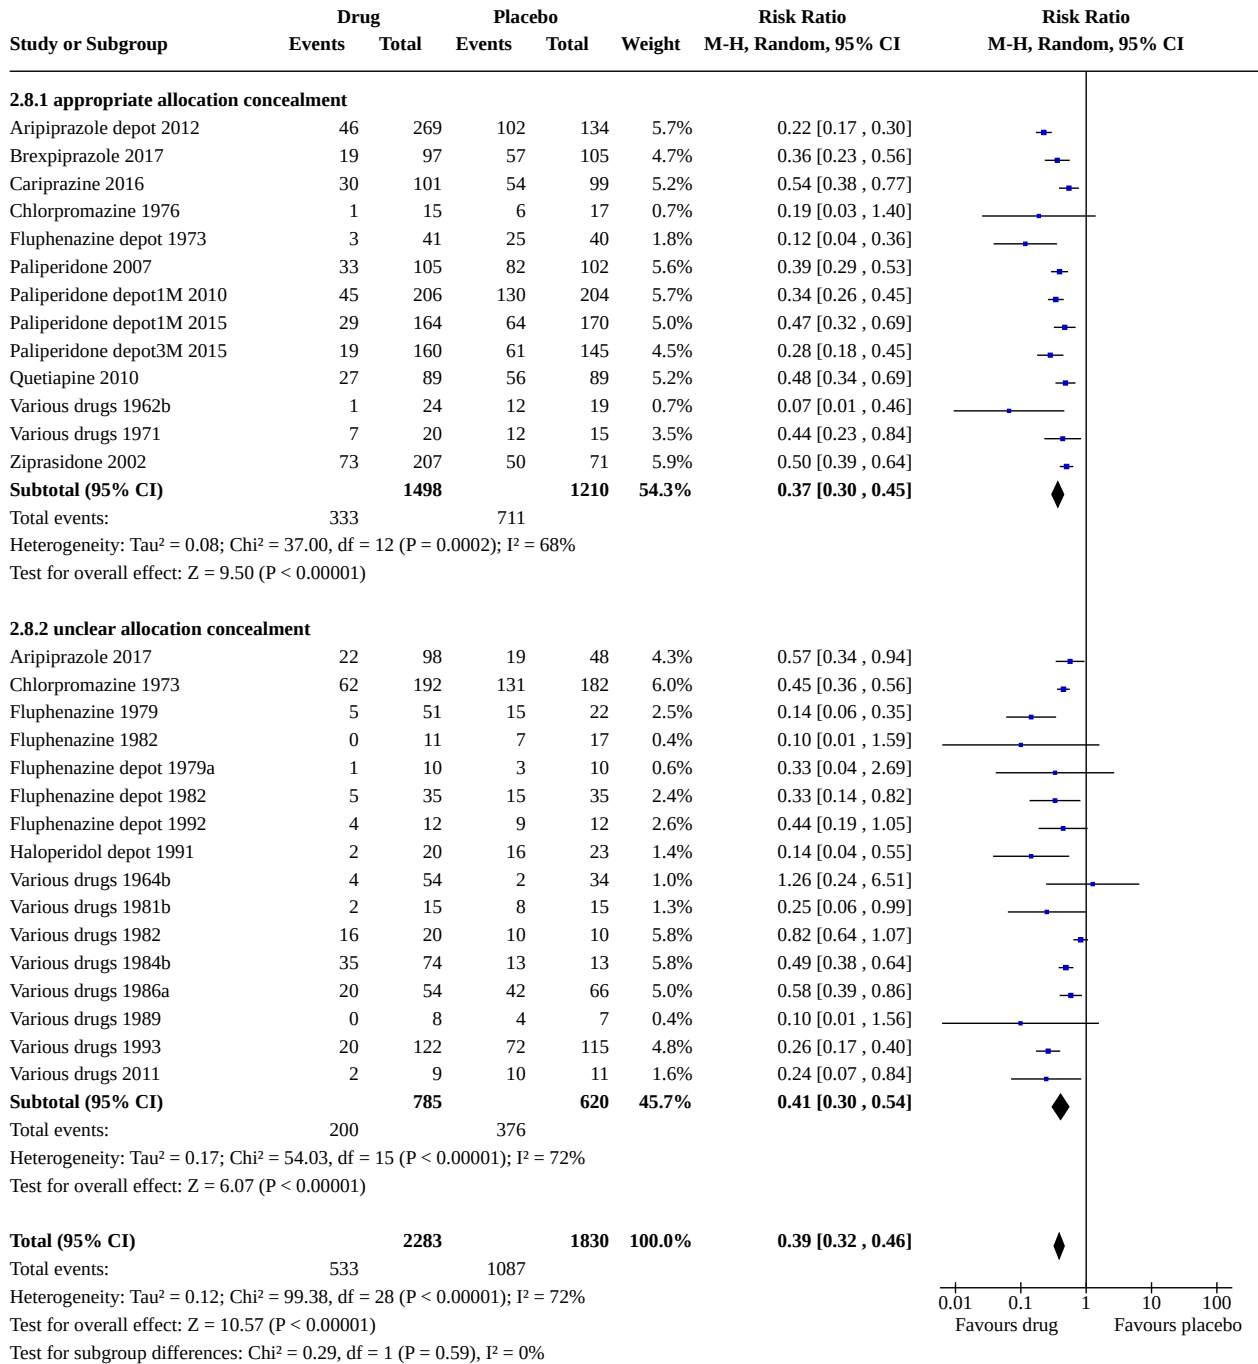 Drug Placebo Risk Ratio Risk Ratio
Study or Subgroup Events Total Events Total Weight M-H, Random, 95% CI M-H, Random, 95% CI
2.8.1 appropriate allocation concealment
Aripiprazole depot 2012 46 269 102 134 5.7% 0.22 [0.17 , 0.30]
Brexpiprazole 2017 19 97 57 105 4.7% 0.36 [0.23 , 0.56]
Cariprazine 2016 30 101 54 99 5.2% 0.54 [0.38 , 0.77]
Chlorpromazine 1976 1 15 6 17 0.7% 0.19 [0.03 , 1.40]
Fluphenazine depot 1973 3 41 25 40 1.8% 0.12 [0.04 , 0.36]
Paliperidone 2007 33 105 82 102 5.6% 0.39 [0.29 , 0.53]
Paliperidone depot1M 2010 45 206 130 204 5.7% 0.34 [0.26 , 0.45]
Paliperidone depot1M 2015 29 164 64 170 5.0% 0.47 [0.32 , 0.69]
Paliperidone depot3M 2015 19 160 61 145 4.5% 0.28 [0.18 , 0.45]
Quetiapine 2010 27 89 56 89 5.2% 0.48 [0.34 , 0.69]
Various drugs 1962b 1 24 12 19 0.7% 0.07 [0.01 , 0.46]
Various drugs 1971 7 20 12 15 3.5% 0.44 [0.23 , 0.84]
Ziprasidone 2002 73 207 50 71 5.9% 0.50 [0.39 , 0.64]
Subtotal (95% CI) 1498 1210 54.3% 0.37 [0.30 , 0.45]
Total events: 333 711
Heterogeneity: Tau² = 0.08; Chi² = 37.00, df = 12 (P = 0.0002); I² = 68%
Test for overall effect: Z = 9.50 (P < 0.00001)
2.8.2 unclear allocation concealment
Aripiprazole 2017 22 98 19 48 4.3% 0.57 [0.34 , 0.94]
Chlorpromazine 1973 62 192 131 182 6.0% 0.45 [0.36 , 0.56]
Fluphenazine 1979 5 51 15 22 2.5% 0.14 [0.06 , 0.35]
Fluphenazine 1982 0 11 7 17 0.4% 0.10 [0.01 , 1.59]
Fluphenazine depot 1979a 1 10 3 10 0.6% 0.33 [0.04 , 2.69]
Fluphenazine depot 1982 5 35 15 35 2.4% 0.33 [0.14 , 0.82]
Fluphenazine depot 1992 4 12 9 12 2.6% 0.44 [0.19 , 1.05]
Haloperidol depot 1991 2 20 16 23 1.4% 0.14 [0.04 , 0.55]
Various drugs 1964b 4 54 2 34 1.0% 1.26 [0.24 , 6.51]
Various drugs 1981b 2 15 8 15 1.3% 0.25 [0.06 , 0.99]
Various drugs 1982 16 20 10 10 5.8% 0.82 [0.64 , 1.07]
Various drugs 1984b 35 74 13 13 5.8% 0.49 [0.38 , 0.64]
Various drugs 1986a 20 54 42 66 5.0% 0.58 [0.39 , 0.86]
Various drugs 1989 0 8 4 7 0.4% 0.10 [0.01 , 1.56]
Various drugs 1993 20 122 72 115 4.8% 0.26 [0.17 , 0.40]
Various drugs 2011 2 9 10 11 1.6% 0.24 [0.07 , 0.84]
Subtotal (95% CI) 785 620 45.7% 0.41 [0.30 , 0.54]
Total events: 200 376
Heterogeneity: Tau² = 0.17; Chi² = 54.03, df = 15 (P < 0.00001); I² = 72%
Test for overall effect: Z = 6.07 (P < 0.00001)
Total (95% CI) 2283 1830 100.0% 0.39 [0.32 , 0.46]
Total events: 533 1087
Heterogeneity: Tau² = 0.12; Chi² = 99.38, df = 28 (P < 0.00001); I² = 72% 0.01 0.1 1 10 100
Test for overall effect: Z = 10.57 (P < 0.00001) Favours drug Favours placebo
Test for subgroup differences: Chi² = 0.29, df = 1 (P = 0.59), I² = 0%